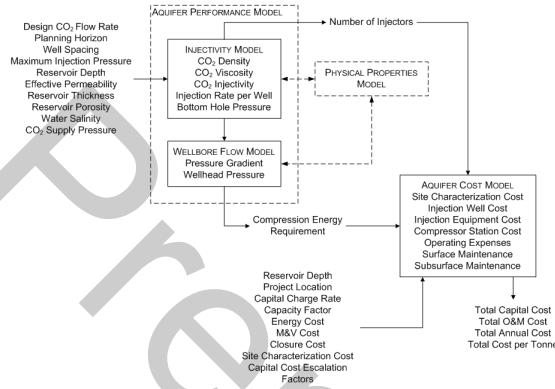 AQUIFER PERFORMANCE MODEL
Design CO₂ Flow Rate
Planning Horizon
Well Spacing
Maximum Injection Pressure
Reservoir Depth
Effective Permeability
Reservoir Thickness
Reservoir Porosity
Water Salinity
CO₂ Supply Pressure
INJECTIVITY MODEL
CO₂ Density
CO₂ Viscosity
CO₂ Injectivity
Injection Rate per Well
Bottom Hole Pressure
Number of Injectors
PHYSICAL PROPERTIES
MODEL
WELLBORE FLOW MODEL
Pressure Gradient
Wellhead Pressure
Compression Energy
Requirement
AQUIFER COST MODEL
Site Characterization Cost
Injection Well Cost
Injection Equipment Cost
Compressor Station Cost
Operating Expenses
Surface Maintenance
Subsurface Maintenance
Reservoir Depth
Project Location
Capital Charge Rate
Capacity Factor
Energy Cost
M&V Cost
Closure Cost
Site Characterization Cost
Capital Cost Escalation
Factors
Total Capital Cost
Total O&M Cost
Total Annual Cost
Total Cost per Tonne